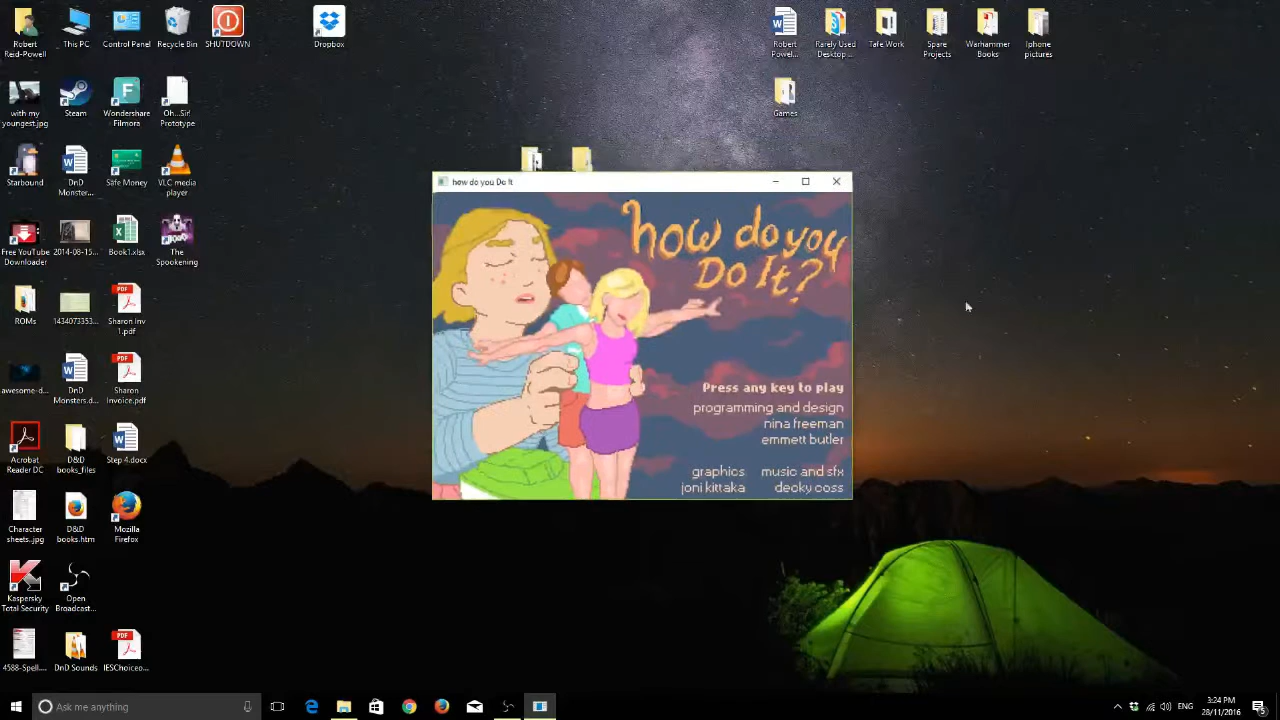 Robert
Reid-Powell
This PC
Control Panel
Recycle Bin
SHUTDOWN
Dropbox
Robert
Powel...
Rarely Used
Desktop ...
Tafe Work
Spare
Projects
Warhammer
Books
Iphone
pictures
with my
youngest.jpg
Steam
Wondershare
Filmora
Oh...Sir!
Prototype
Games
Starbound
DnD
Monster...
Safe Money
VLC media
player
how do you Do It
how do you
Do It?
Free YouTube
Downloader
2014-08-15...
Book1.xlsx
The
Spookening
ROMs
1434073353...
Sharon Inv
1.pdf
awesome-d...
DnD
Monsters.d...
Sharon
Invoice.pdf
Press any key to play
programming and design
nina freeman
emmett butler
graphics music and sfx
joni kittaka decky coss
Acrobat
Reader DC
D&D
books_files
Step 4.docx
Character
sheets..jpg
D&D
books.htm
Mozilla
Firefox
Kaspersky
Total Security
Open
Broadcast...
4588-Spell....
DnD Sounds
IESChoiceo...
Ask me anything
ENG
3:24 PM
28/11/2016